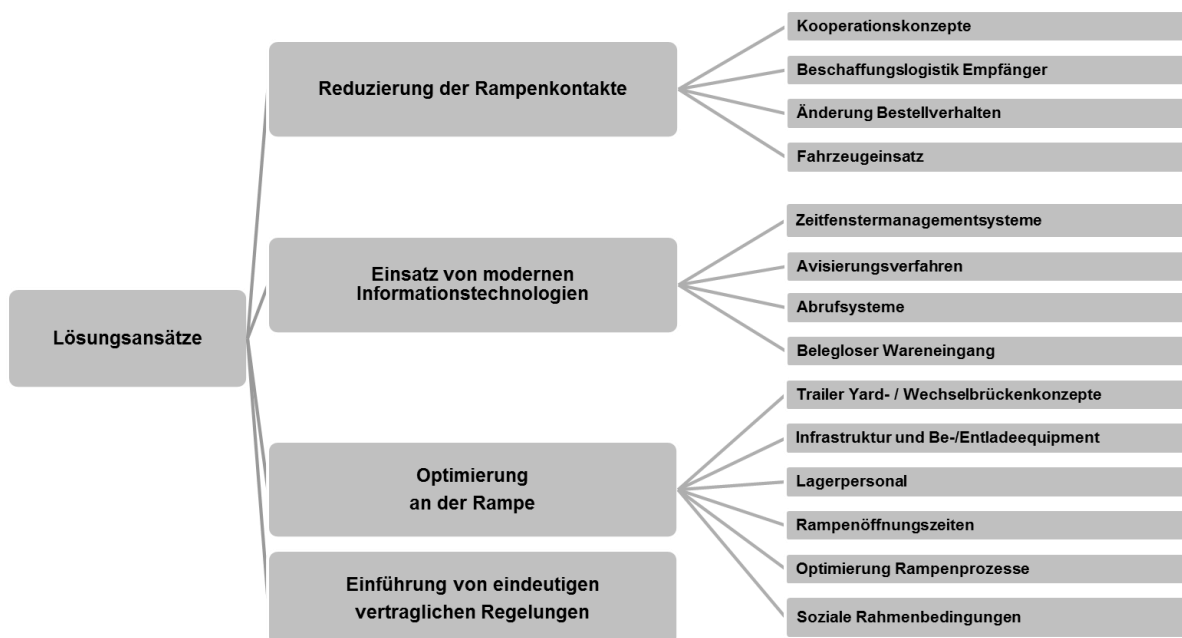 Lösungsansätze
Reduzierung der Rampenkontakte
Kooperationskonzepte
Beschaffungslogistik Empfänger
Änderung Bestellverhalten
Fahrzeugeinsatz
Einsatz von modernen
Informationstechnologien
Zeitfenstermanagementsysteme
Avisierungsverfahren
Abrufsysteme
Belegloser Wareneingang
Optimierung
an der Rampe
Trailer Yard- / Wechselbrückenkonzepte
Infrastruktur und Be-/Entladeequipment
Lagerpersonal
Rampenöffnungszeiten
Optimierung Rampenprozesse
Soziale Rahmenbedingungen
Einführung von eindeutigen
vertraglichen Regelungen